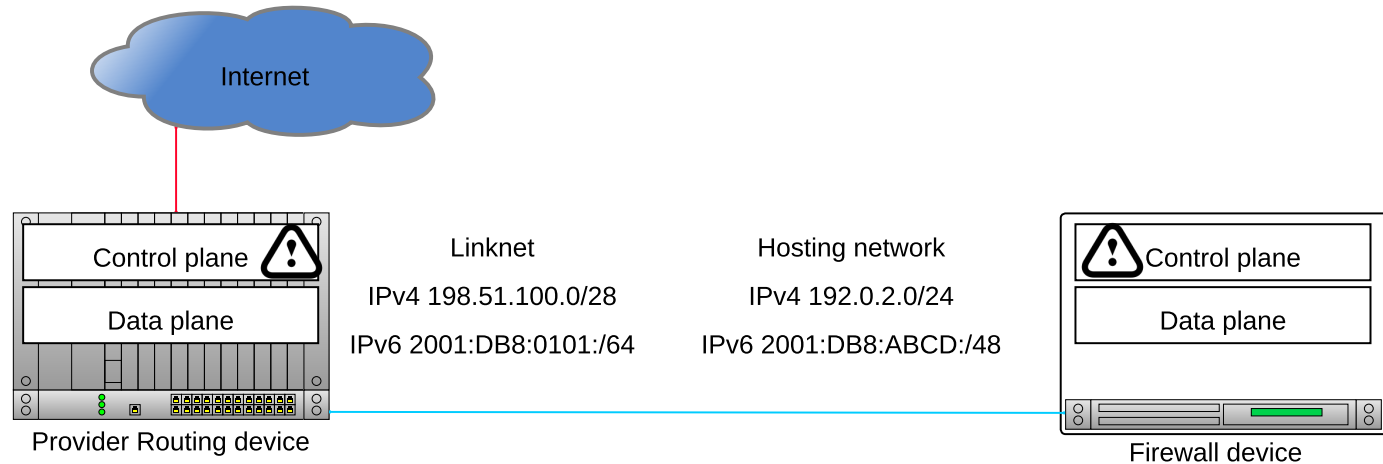 Internet
Control plane
Data plane
Provider Routing device
Linknet
IPv4 198.51.100.0/28
IPv6 2001:DB8:0101:/64
Hosting network
IPv4 192.0.2.0/24
IPv6 2001:DB8:ABCD:/48
Control plane
Data plane
Firewall device